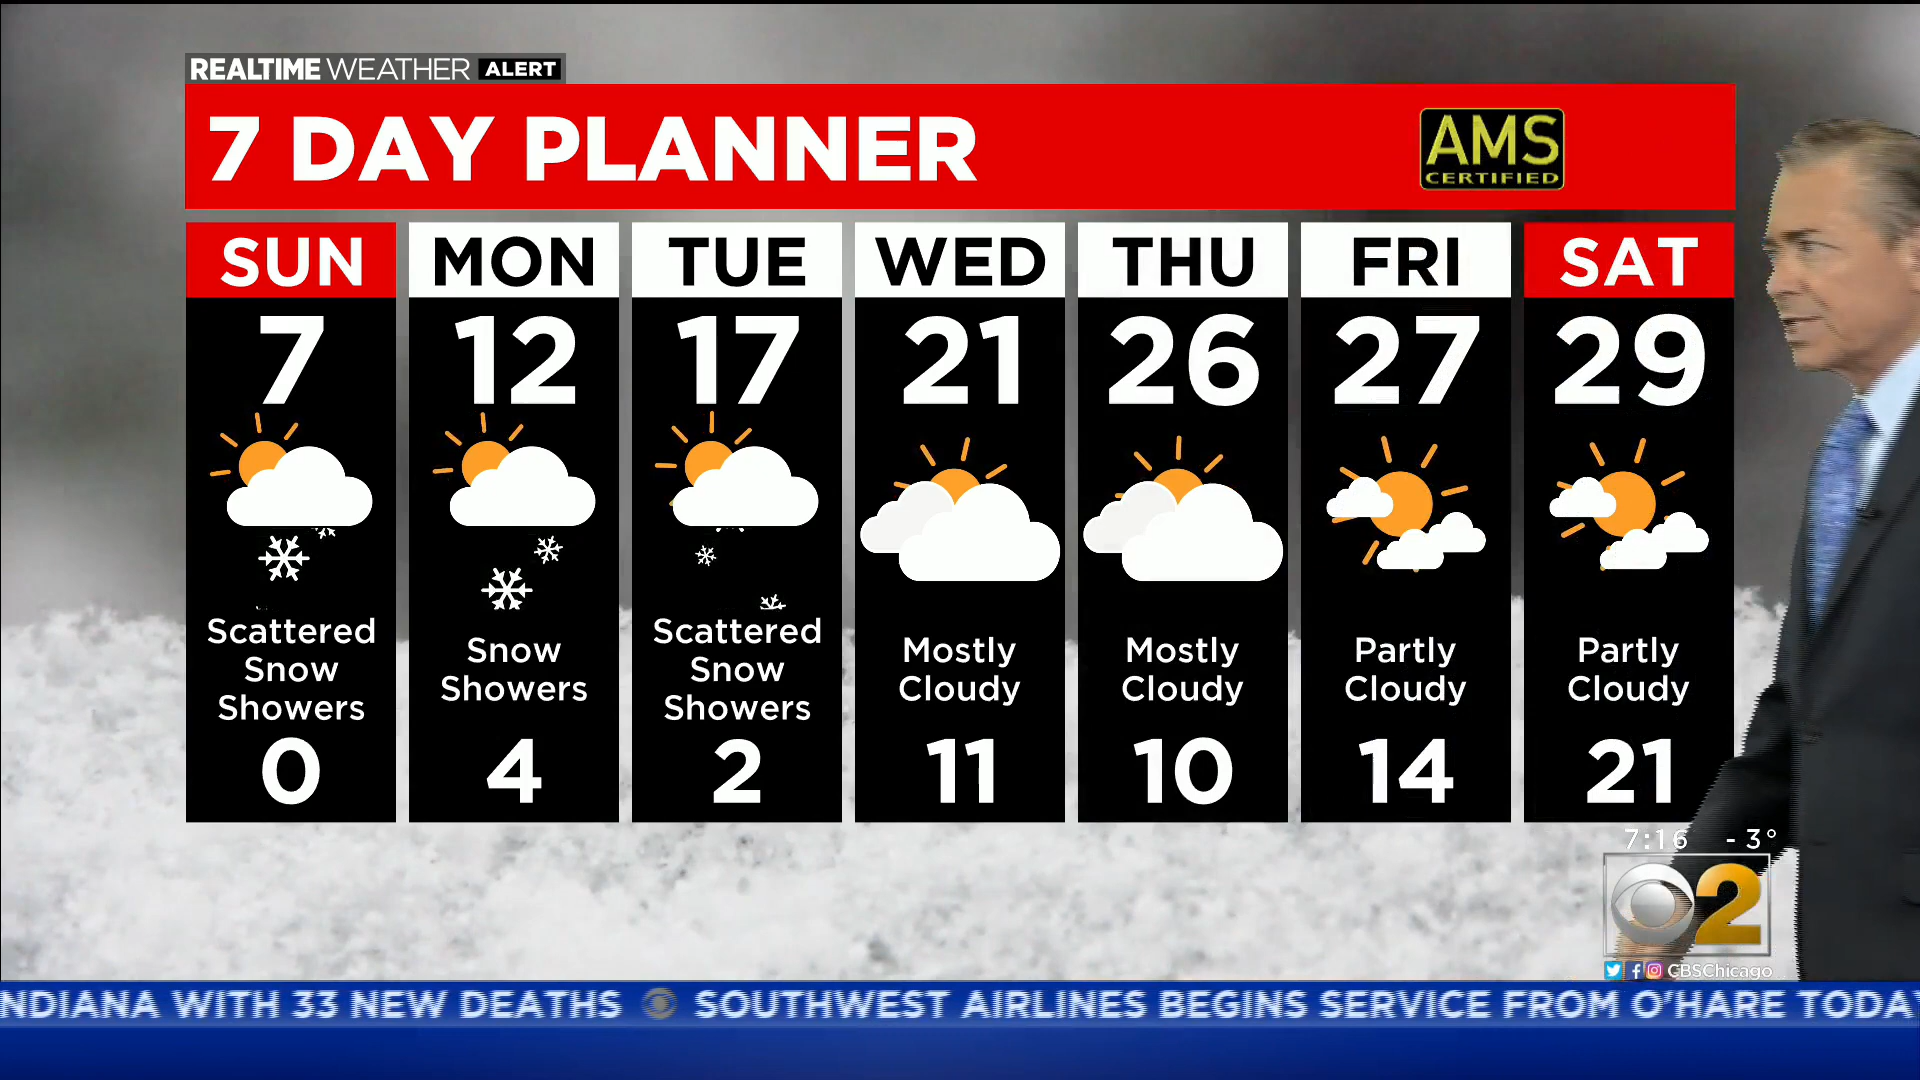 REALTIME WEATHER ALERT
7 DAY PLANNER
AMS
CERTIFIED
SUN MON TUE WED THU FRI SAT
7 12 17 21 26 27 29
Scattered
Snow
Showers
Snow
Showers
Scattered
Snow
Showers
Mostly
Cloudy
Mostly
Cloudy
Partly
Cloudy
Partly
Cloudy
0 4 2 11 10 14 21
7:16 -3°
2
CBSChicago
NDIANA WITH 33 NEW DEATHS SOUTHWEST AIRLINES BEGINS SERVICE FROM O'HARE TODAY